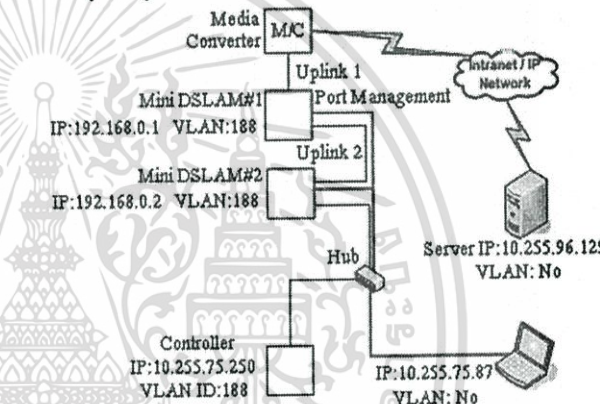 Media
Converter
M/C
Intranet / IP
Network
Uplink 1
Mini DSLAM#1
Port Management
IP:192.168.0.1 VLAN:188
Uplink 2
Mini DSLAM#2
IP:192.168.0.2 VLAN:188
Hub
Server IP:10.255.96.129
VLAN: No
Controller
IP:10.255.75.250
VLAN ID:188
IP:10.255.75.87
VLAN: No